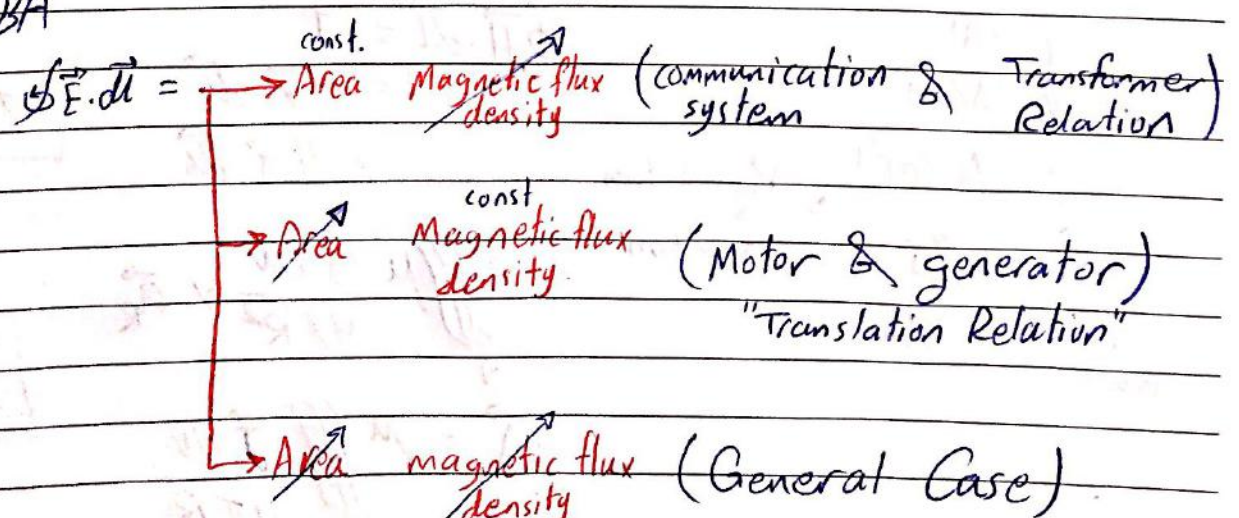 BA
const.
∮E⃗.dl⃗ = → Area Magnetic flux (communication & Transformer
density system Relation)
const
Area Magnetic flux (Motor & generator)
density. "Translation Relation"
Area magnetic flux (General Case)
density